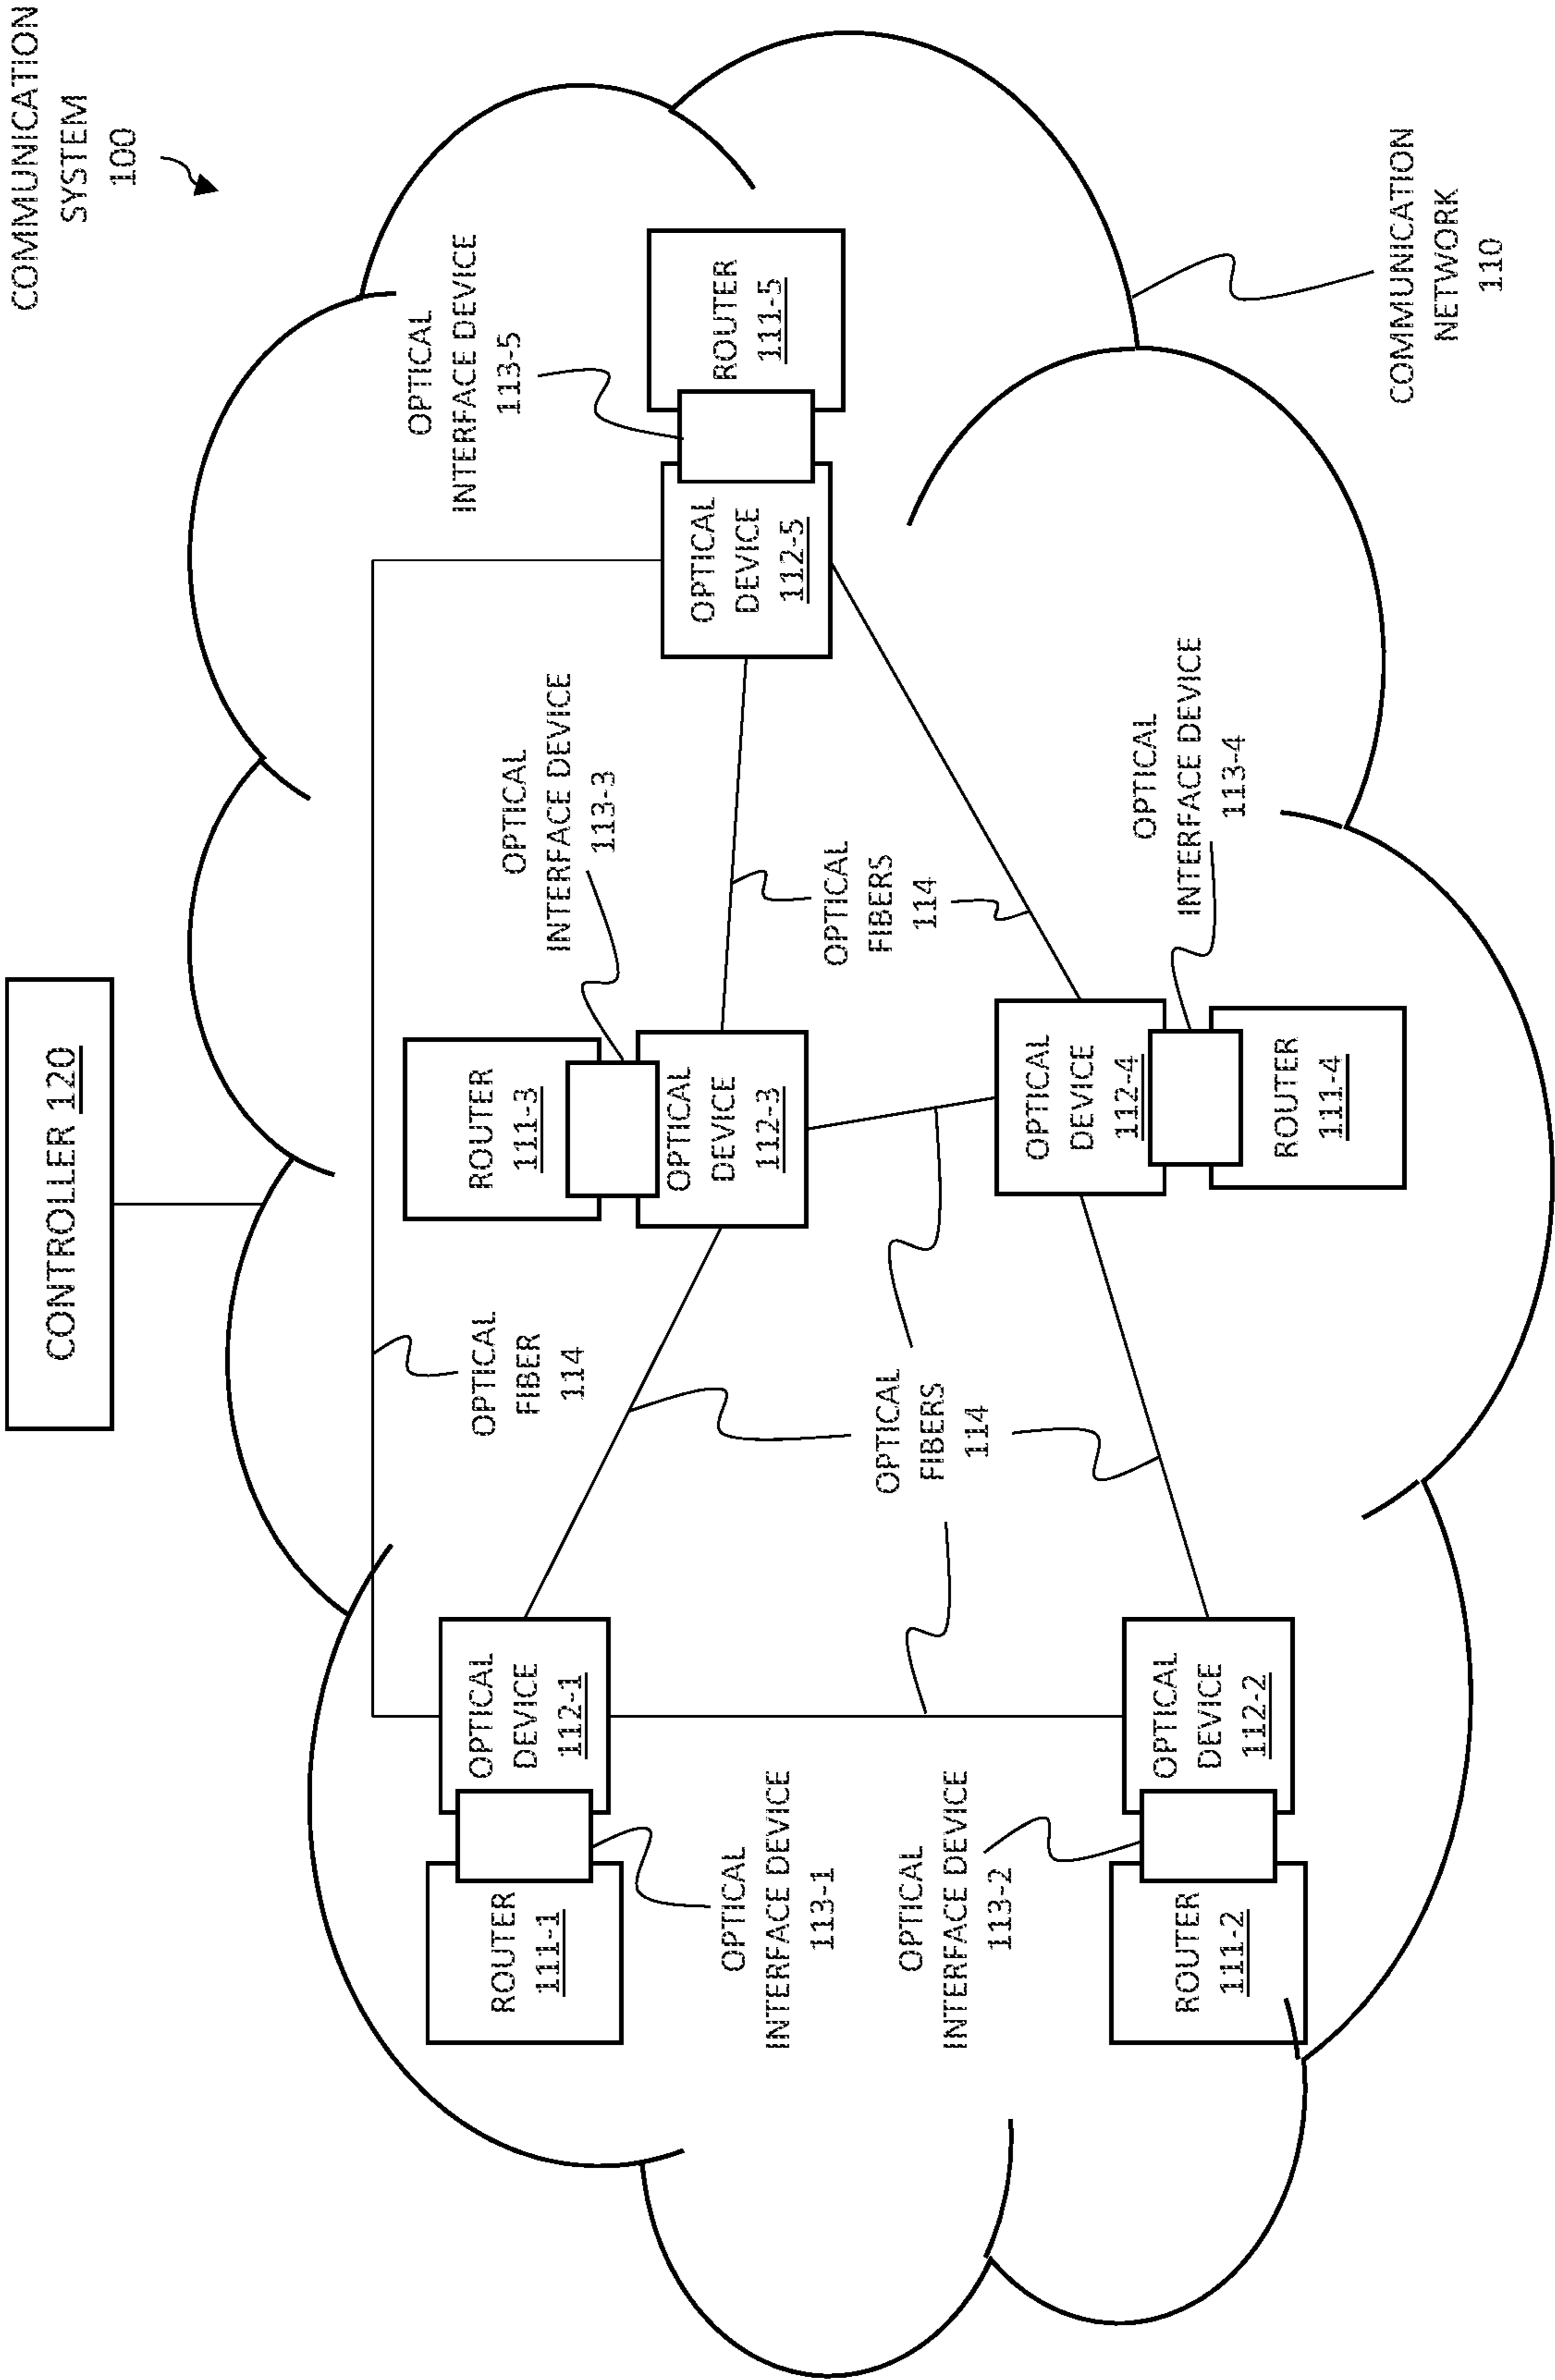 COMMUNICATION
SYSTEM
100
CONTROLLER 120
OPTICAL
INTERFACE DEVICE
113-5
ROUTER
111-5
OPTICAL
DEVICE
112-5
OPTICAL
INTERFACE DEVICE
113-3
ROUTER
111-3
OPTICAL
DEVICE
112-3
OPTICAL
FIBER
114
OPTICAL
FIBERS
114
OPTICAL
DEVICE
112-1
ROUTER
111-1
OPTICAL
INTERFACE DEVICE
113-1
OPTICAL
FIBERS
114
OPTICAL
INTERFACE DEVICE
113-2
OPTICAL
DEVICE
112-2
ROUTER
111-2
OPTICAL
DEVICE
112-4
ROUTER
111-4
OPTICAL
INTERFACE DEVICE
113-4
COMMUNICATION
NETWORK
110